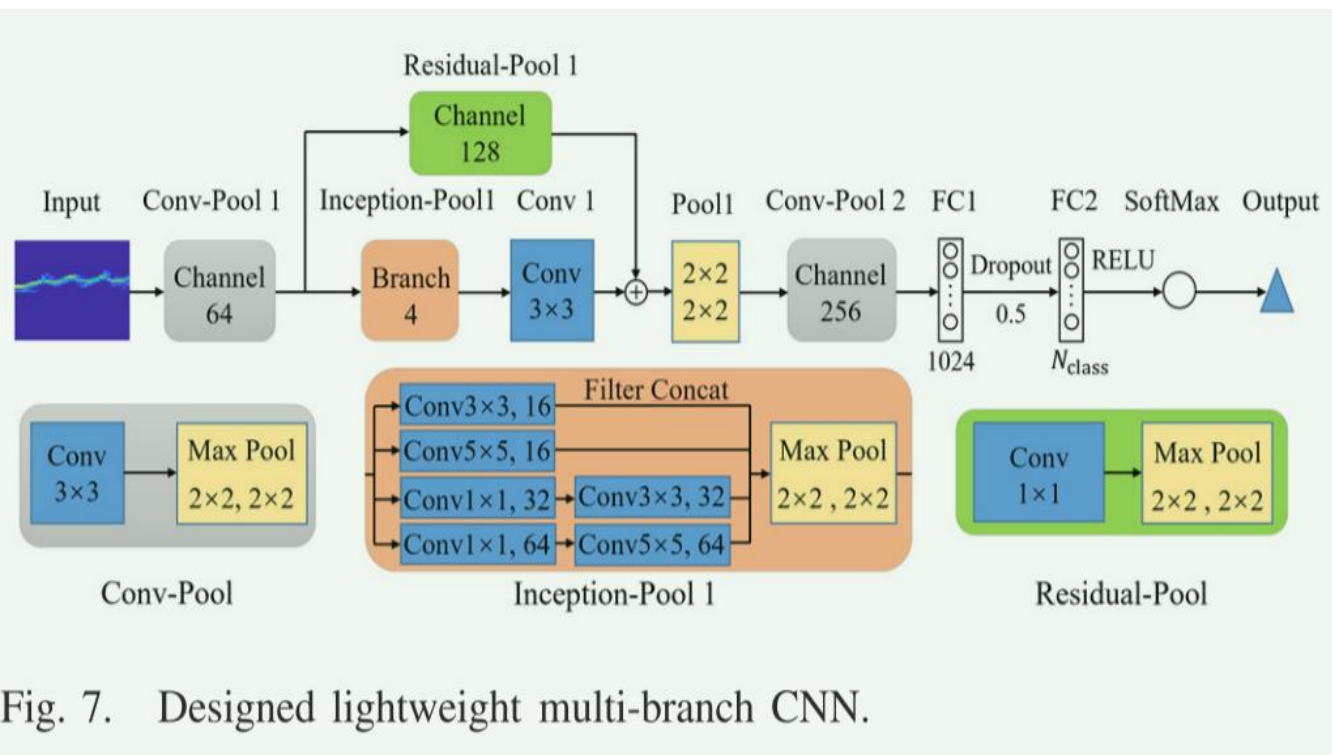 Residual-Pool 1
Channel
128
Input
Conv-Pool 1
Inception-Pool1
Conv 1
Pool1
Conv-Pool 2
FC1
FC2
SoftMax
Output
Channel
64
Branch
4
Conv
3×3
+
2×2
2×2
Channel
256
Dropout
0.5
RELU
1024
N_class
Conv
3×3
Max Pool
2×2, 2×2
Conv-Pool
Filter Concat
Conv3×3, 16
Conv5×5, 16
Conv1×1, 32
Conv3×3, 32
Conv1×1, 64
Conv5×5, 64
Max Pool
2×2 , 2×2
Inception-Pool 1
Conv
1×1
Max Pool
2×2 , 2×2
Residual-Pool
Fig. 7. Designed lightweight multi-branch CNN.